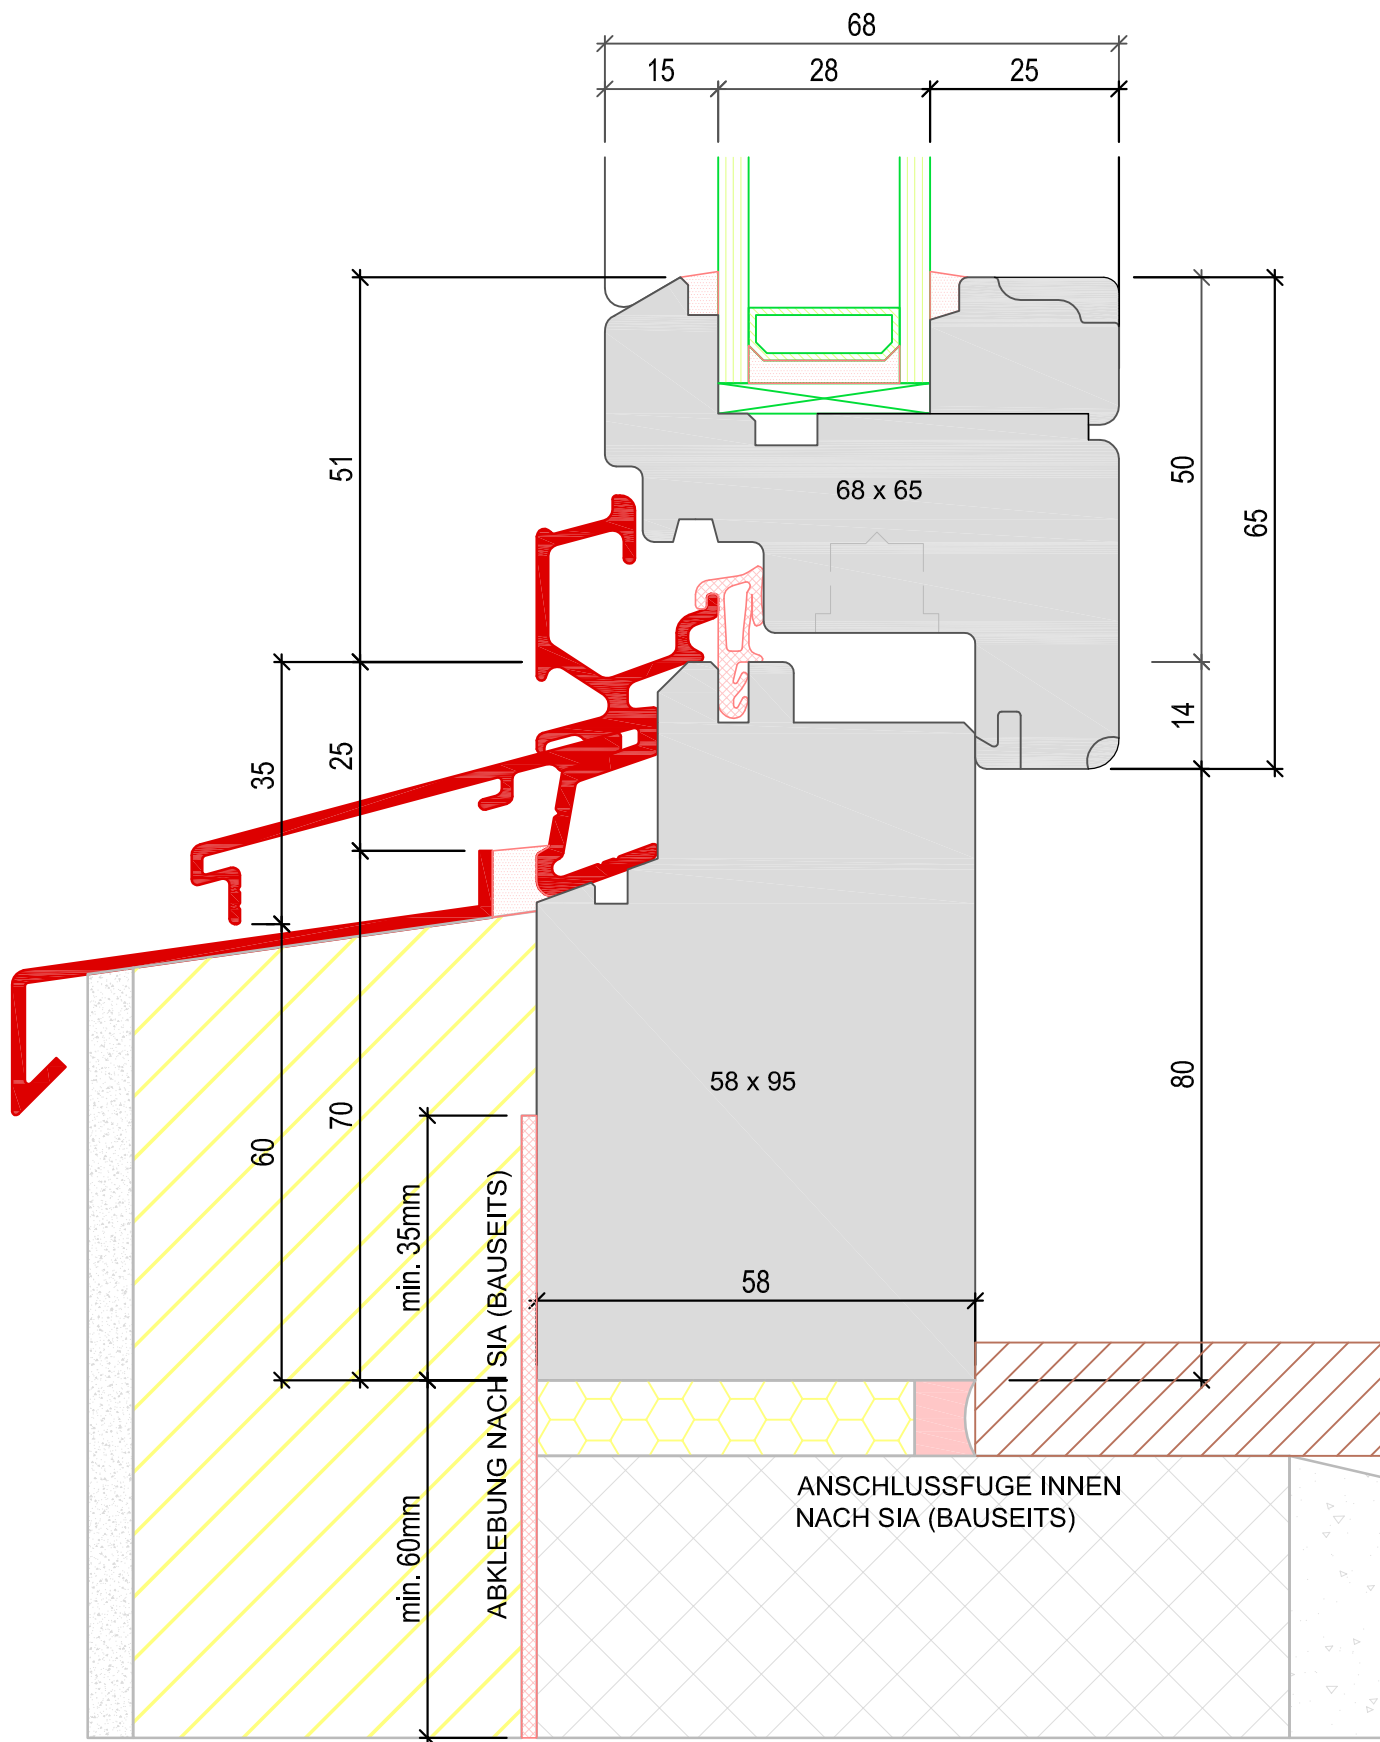 68
15
28
25
51
68 x 65
50
65
14
25
35
58 x 95
80
70
60
min. 35mm
ABKLEBUNG NACH SIA (BAUSEITS)
58
min. 60mm
ANSCHLUSSFUGE INNEN
NACH SIA (BAUSEITS)